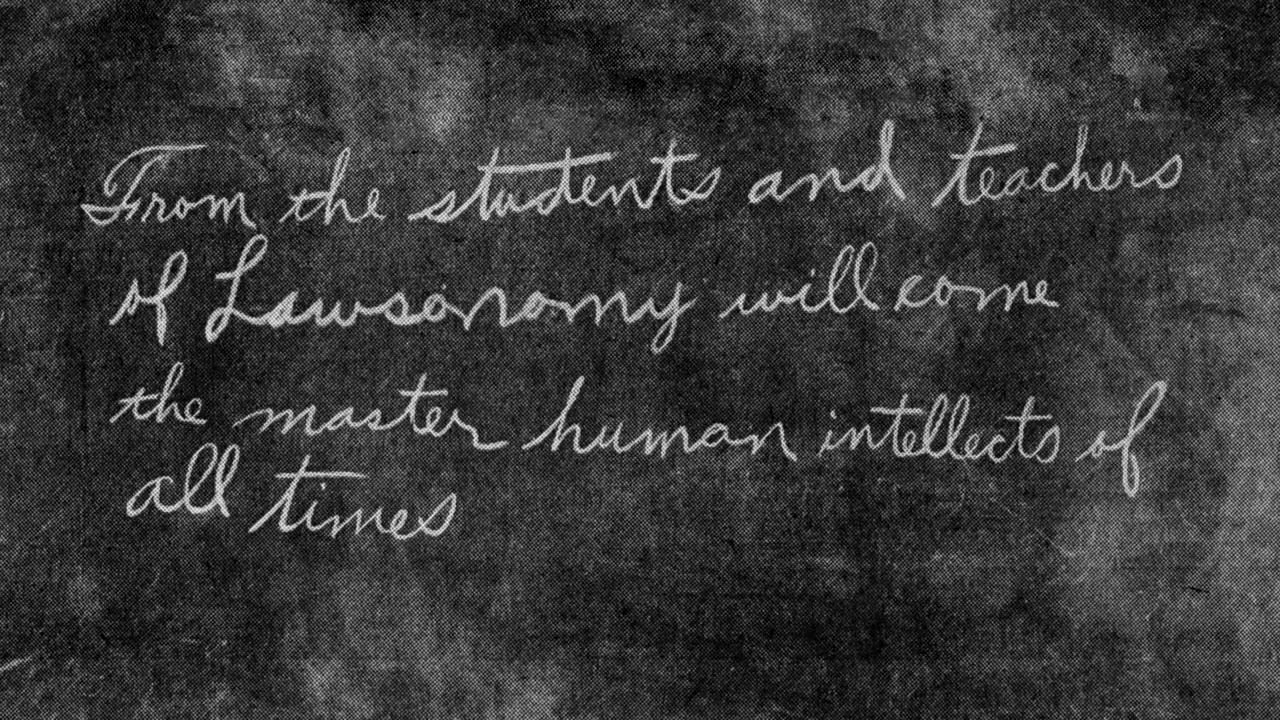 From the students and teachers
of Lawsonomy will come
the master human intellects of
all times